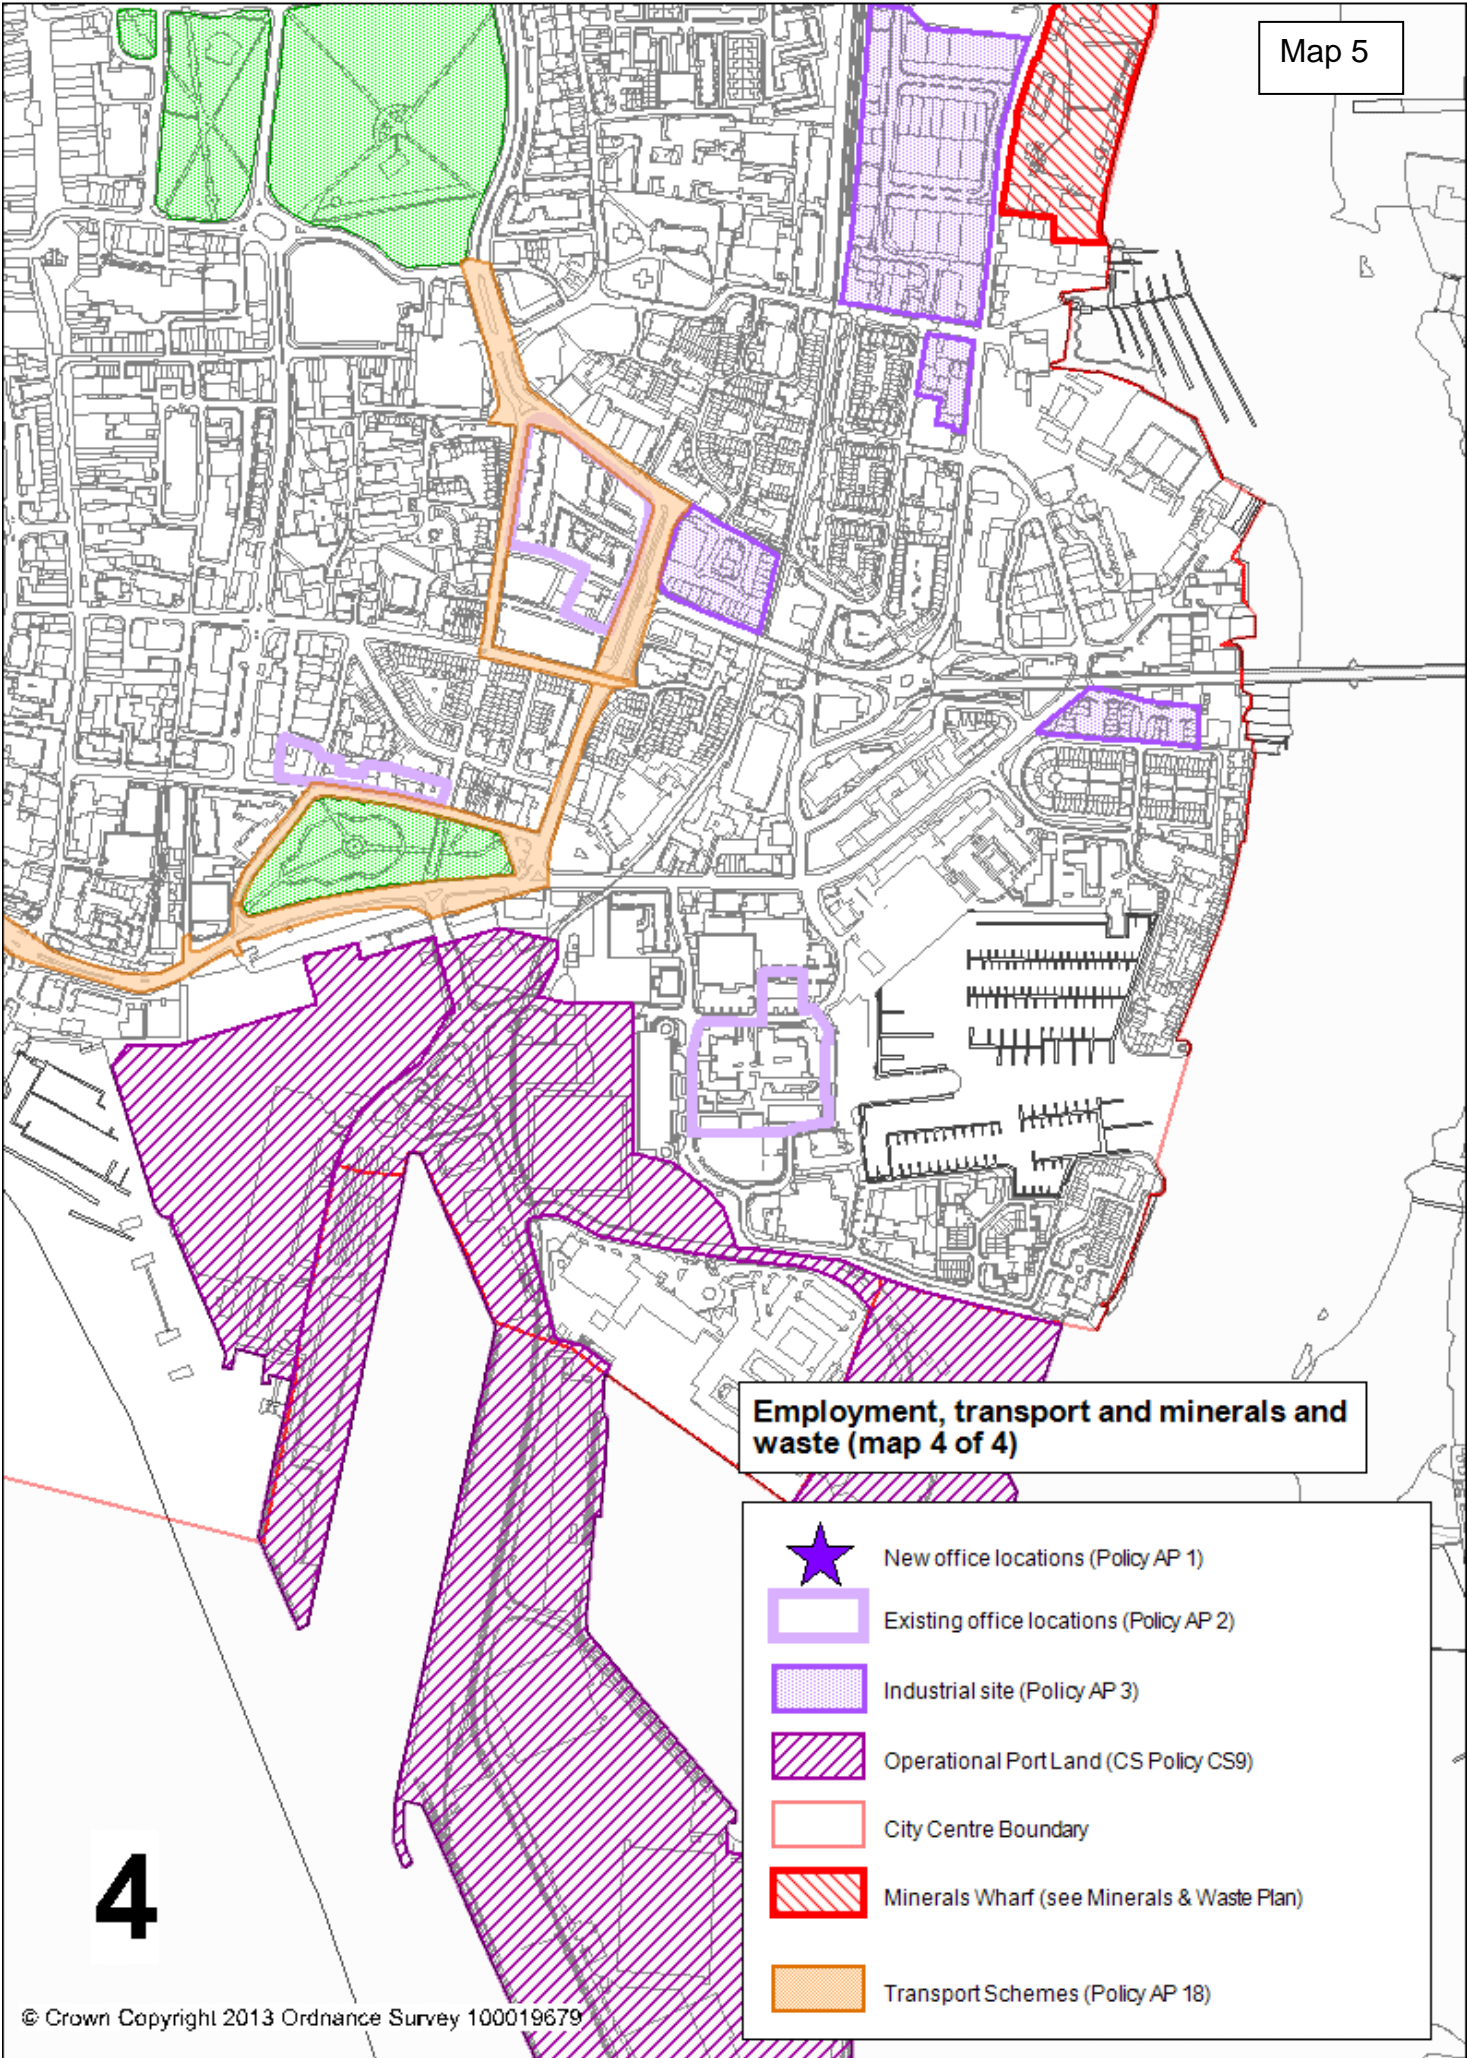 Map 5
Employment, transport and minerals and
waste (map 4 of 4)
New office locations (Policy AP 1)
Existing office locations (Policy AP 2)
Industrial site (Policy AP 3)
Operational Port Land (CS Policy CS9)
City Centre Boundary
Minerals Wharf (see Minerals & Waste Plan)
Transport Schemes (Policy AP 18)
4
© Crown Copyright 2013 Ordnance Survey 100019679